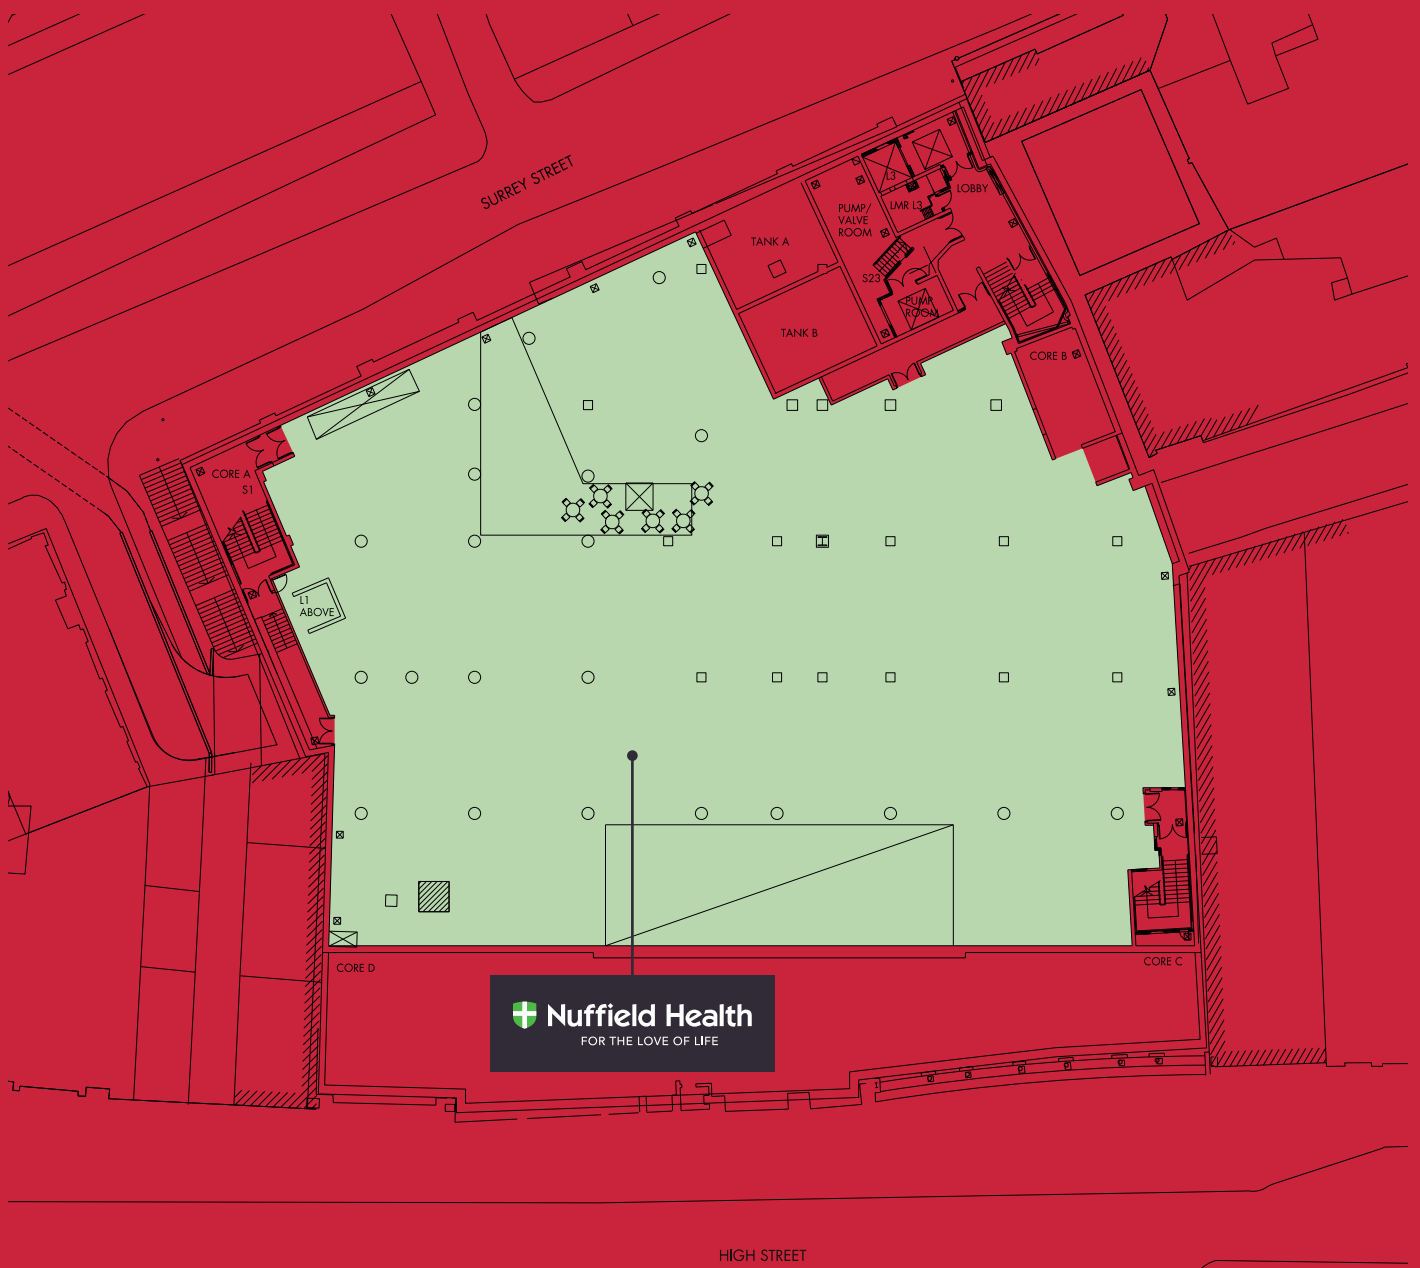 SURREY STREET
L3
LOBBY
LMR L3
PUMP/
VALVE
ROOM
TANK A
S23
PUMP
ROOM
TANK B
CORE B
CORE A
S1
L1
ABOVE
CORE D
CORE C
Nuffield Health
FOR THE LOVE OF LIFE
HIGH STREET